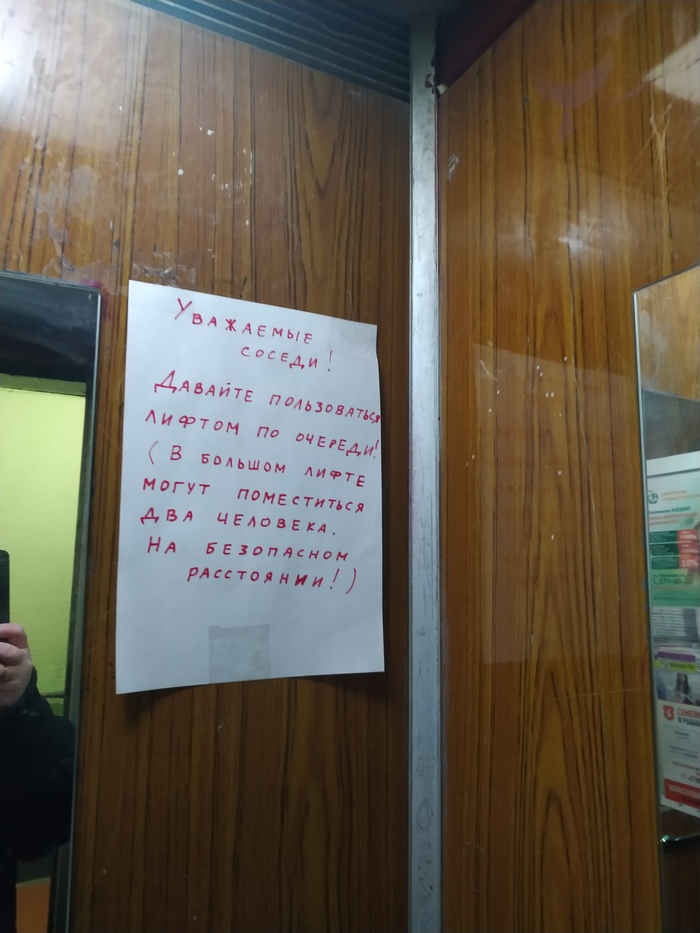 Уважаемые
соседи!
Давайте пользоваться
лифтом по очереди!
(В большом лифте
могут поместиться
два человека.
На безопасном
расстоянии!)